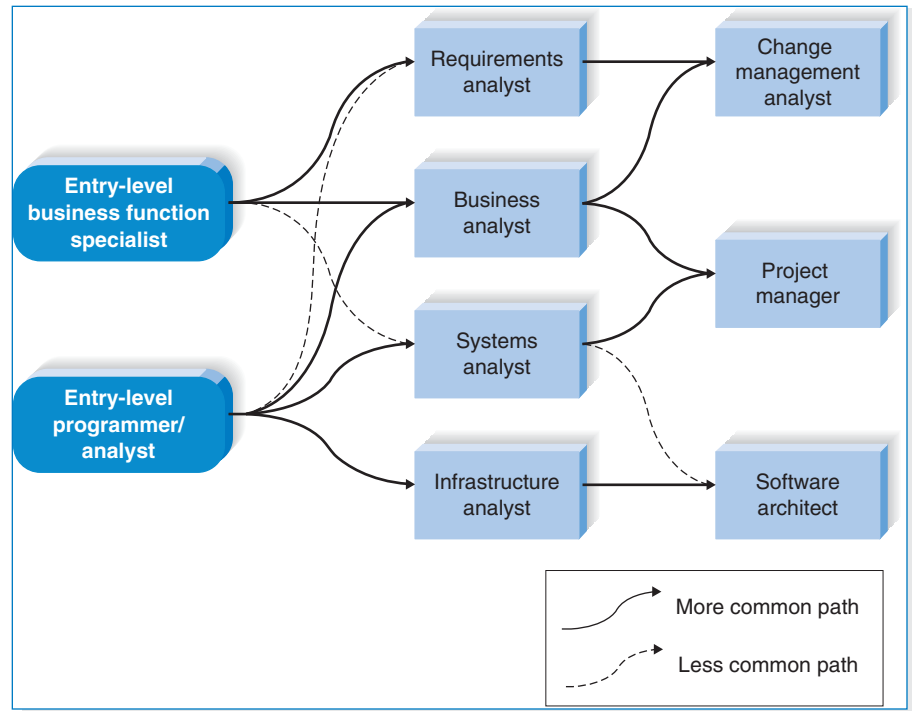 Requirements
analyst
Change
management
analyst
Entry-level
business function
specialist
Business
analyst
Project
manager
Systems
analyst
Entry-level
programmer/
analyst
Infrastructure
analyst
Software
architect
More common path
Less common path